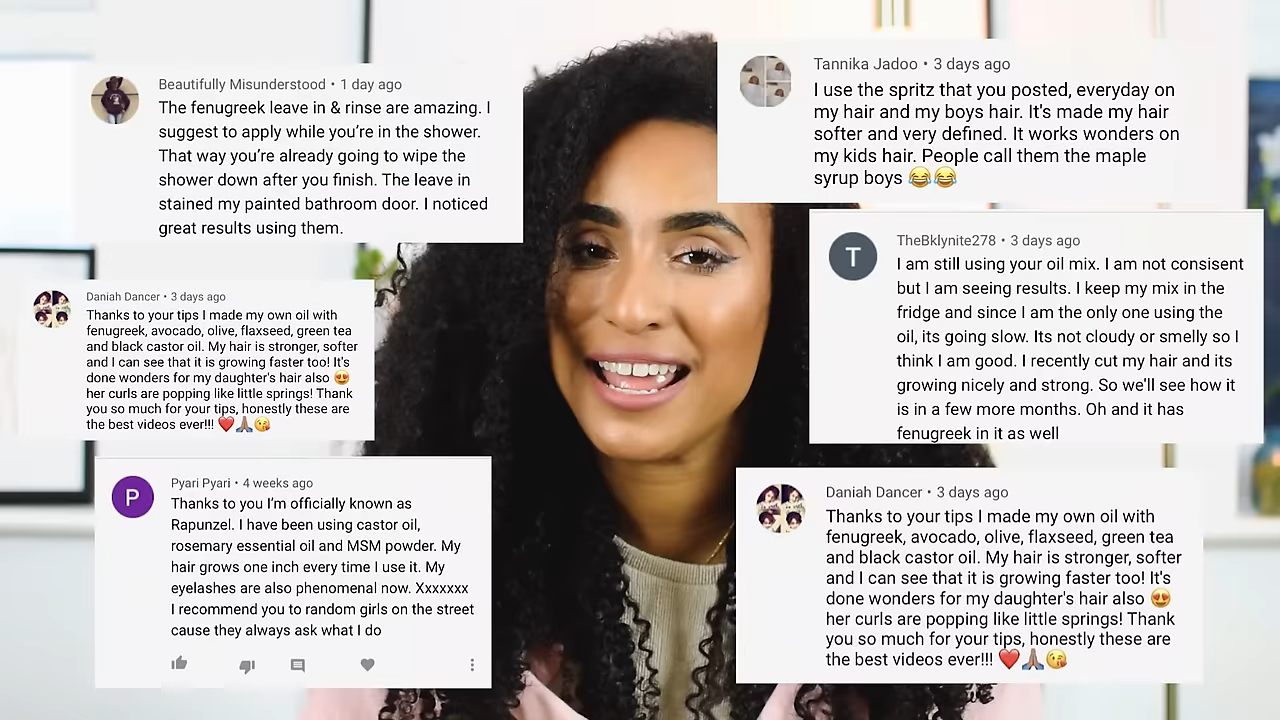 Beautifully Misunderstood • 1 day ago
The fenugreek leave in & rinse are amazing. I
suggest to apply while you're in the shower.
That way you're already going to wipe the
shower down after you finish. The leave in
stained my painted bathroom door. I noticed
great results using them.
Tannika Jadoo • 3 days ago
I use the spritz that you posted, everyday on
my hair and my boys hair. It's made my hair
softer and very defined. It works wonders on
my kids hair. People call them the maple
syrup boys 😂😂
T
TheBklynite278 • 3 days ago
I am still using your oil mix. I am not consisent
but I am seeing results. I keep my mix in the
fridge and since I am the only one using the
oil, its going slow. Its not cloudy or smelly so I
think I am good. I recently cut my hair and its
growing nicely and strong. So we'll see how it
is in a few more months. Oh and it has
fenugreek in it as well
Daniah Dancer • 3 days ago
Thanks to your tips I made my own oil with
fenugreek, avocado, olive, flaxseed, green tea
and black castor oil. My hair is stronger, softer
and I can see that it is growing faster too! It's
done wonders for my daughter's hair also 😍
her curls are popping like little springs! Thank
you so much for your tips, honestly these are
the best videos ever!!! ❤️🙏🏽😘
P
Pyari Pyari • 4 weeks ago
Thanks to you I'm officially known as
Rapunzel. I have been using castor oil,
rosemary essential oil and MSM powder. My
hair grows one inch every time I use it. My
eyelashes are also phenomenal now. Xxxxxxx
I recommend you to random girls on the street
cause they always ask what I do
Daniah Dancer • 3 days ago
Thanks to your tips I made my own oil with
fenugreek, avocado, olive, flaxseed, green tea
and black castor oil. My hair is stronger, softer
and I can see that it is growing faster too! It's
done wonders for my daughter's hair also 😍
her curls are popping like little springs! Thank
you so much for your tips, honestly these are
the best videos ever!!! ❤️🙏🏽😘